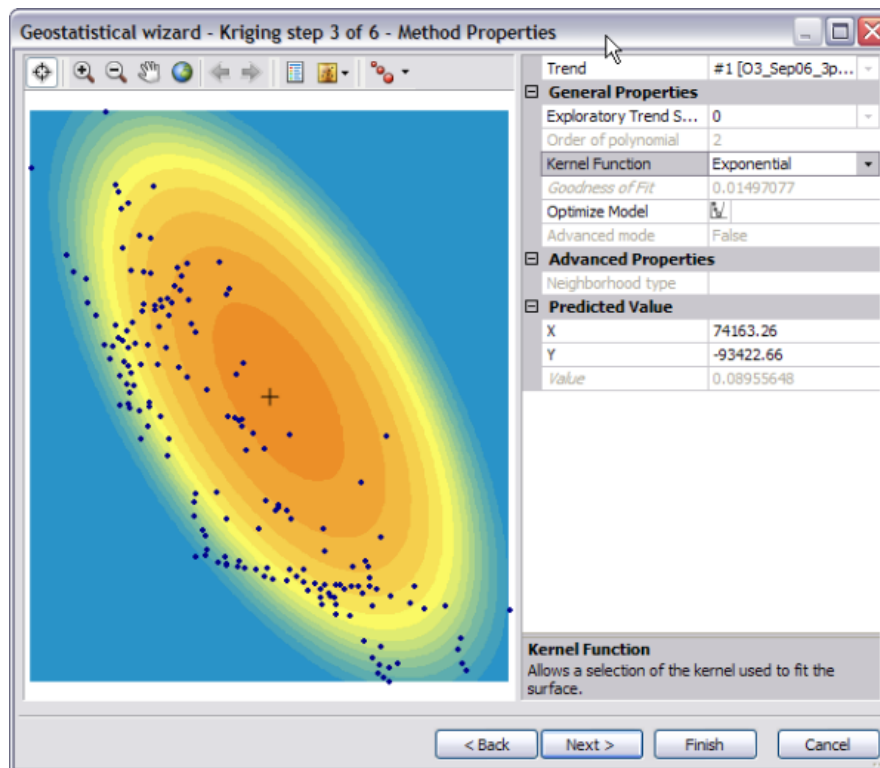 Geostatistical wizard - Kriging step 3 of 6 - Method Properties
Trend #1 [O3_Sep06_3p...
General Properties
Exploratory Trend S... 0
Order of polynomial 2
Kernel Function Exponential
Goodness of Fit 0.01497077
Optimize Model
Advanced mode False
Advanced Properties
Neighborhood type
Predicted Value
X 74163.26
Y -93422.66
Value 0.08955648
Kernel Function
Allows a selection of the kernel used to fit the
surface.
< Back Next > Finish Cancel